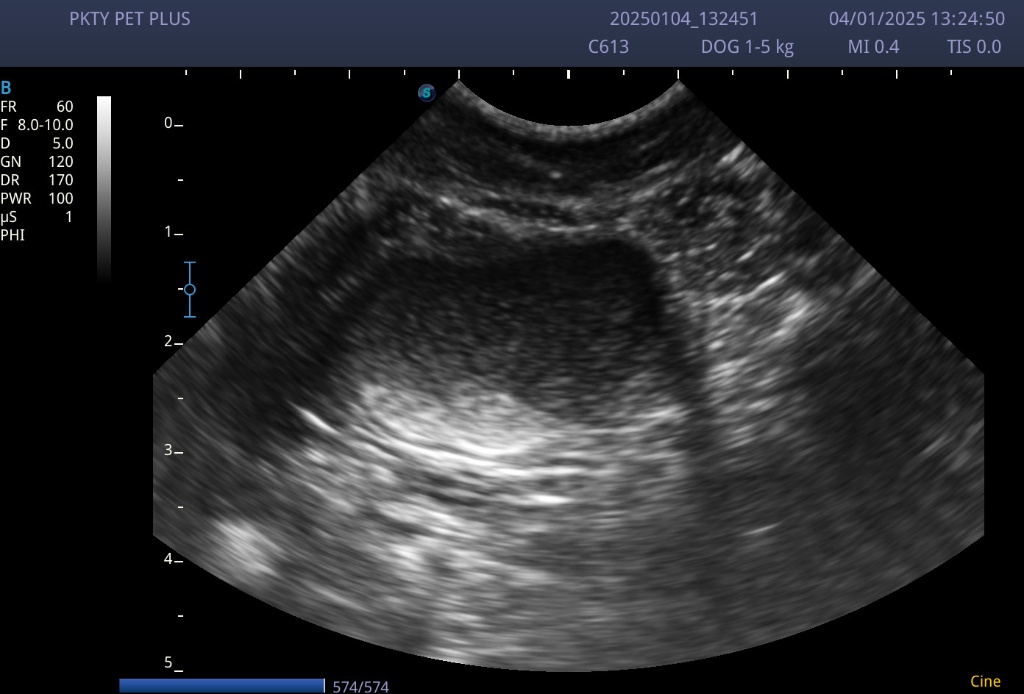 PKTY PET PLUS
20250104_132451
04/01/2025 13:24:50
C613
DOG 1-5 kg
MI 0.4
TIS 0.0
B
FR 60
F 8.0-10.0
D 5.0
GN 120
DR 170
PWR 100
µS 1
PHI
S
0
1
2
3
4
5
574/574
Cine